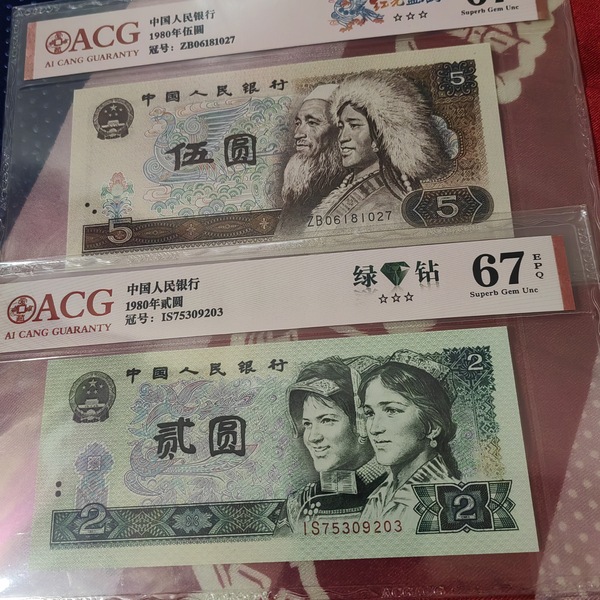 ACG
AI CANG GUARANTY
中国人民银行
1980年伍圆
冠号：ZB06181027
☆☆☆
67
Superb Gem Unc
中国人民银行
伍圆
5
ZB06181027
5
5
ACG
AI CANG GUARANTY
中国人民银行
1980年贰圆
冠号：IS75309203
绿 钻
☆☆☆
67
EPQ
Superb Gem Unc
中国人民银行
贰圆
2
IS75309203
2
2